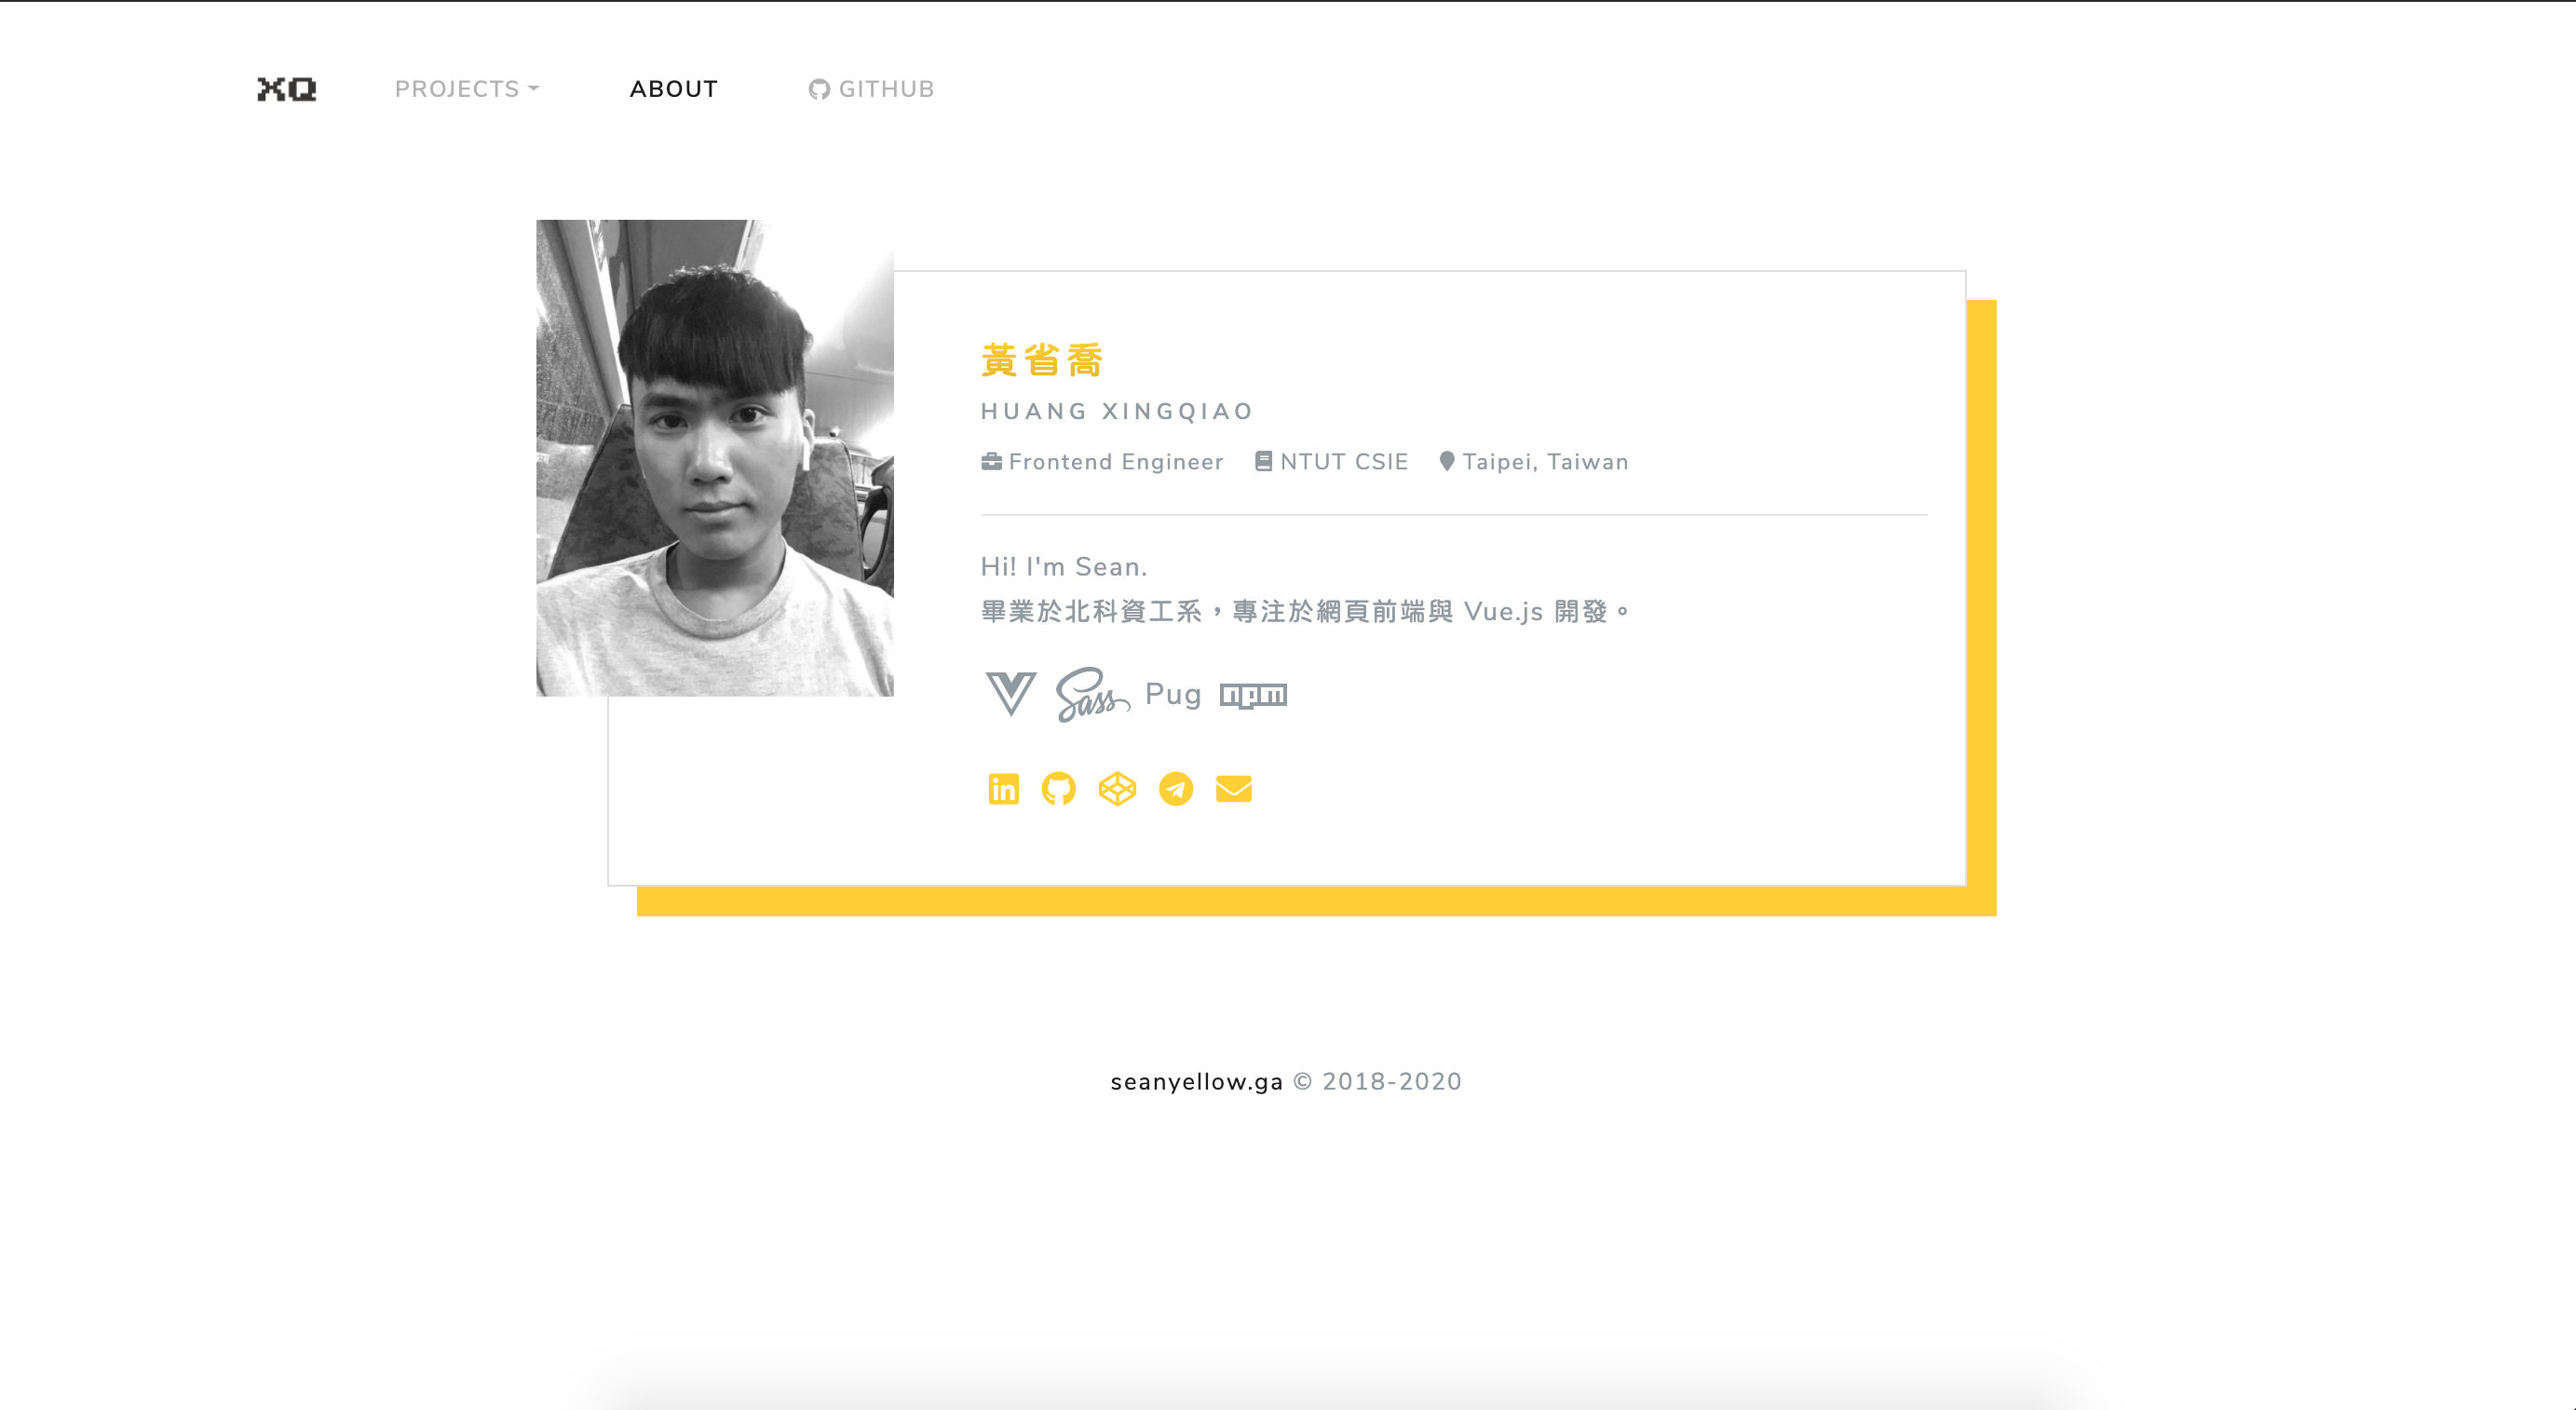 XQ PROJECTS ABOUT GITHUB
黃省喬
HUANG XINGQIAO
Frontend Engineer NTUT CSIE Taipei, Taiwan
Hi! I'm Sean.
畢業於北科資工系，專注於網頁前端與 Vue.js 開發。
Sass Pug npm
in
seanyellow.ga © 2018-2020